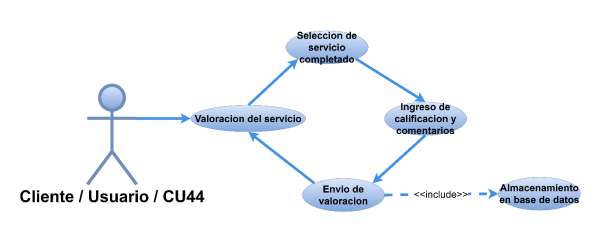 Seleccion de
servicio
completado
Valoracion del servicio
Ingreso de
calificacion y
comentarios
Cliente / Usuario / CU44
Envio de
valoracion
<<include>>
Almacenamiento
en base de datos